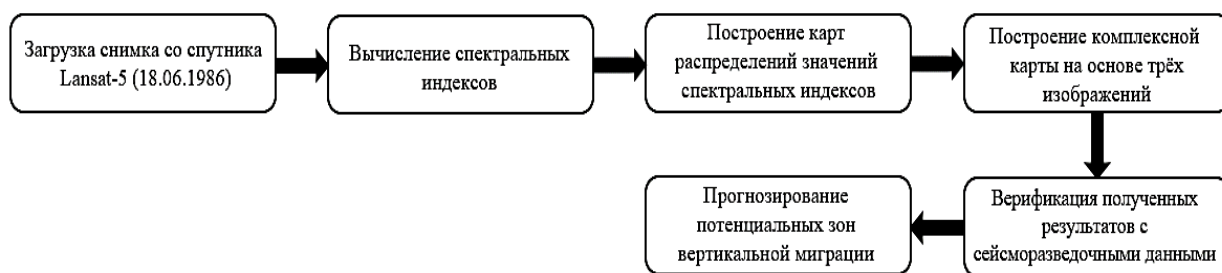 Загрузка снимка со спутника
Lansat-5 (18.06.1986)
Вычисление спектральных
индексов
Построение карт
распределений значений
спектральных индексов
Построение комплексной
карты на основе трёх
изображений
Верификация полученных
результатов с
сейсморазведочными данными
Прогнозирование
потенциальных зон
вертикальной миграции